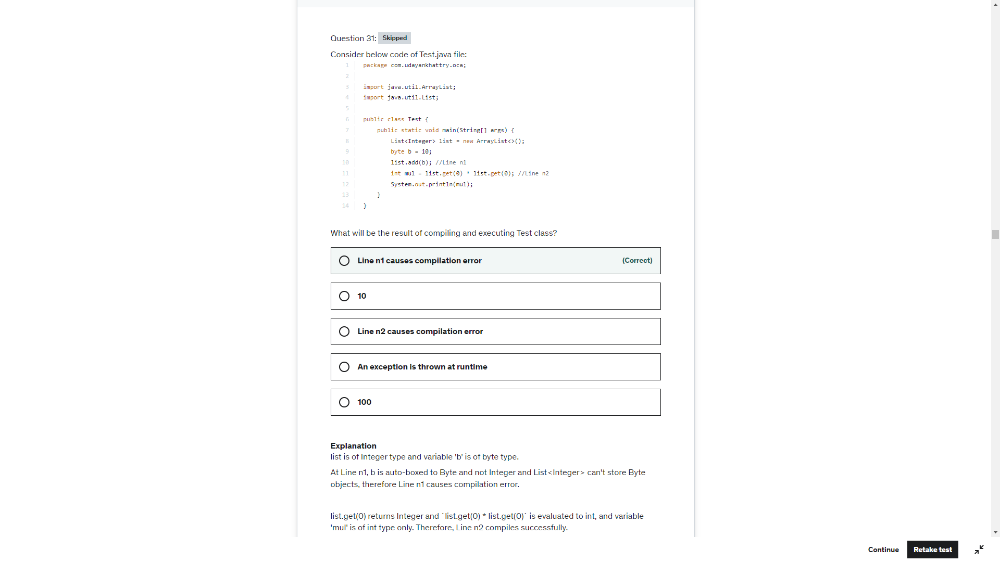 Question 31: Skipped
Consider below code of Test.java file:
1 package com.udayankhattry.oca;
2
3 import java.util.ArrayList;
4 import java.util.List;
5
6 public class Test {
7 public static void main(String[] args) {
8 List<Integer> list = new ArrayList<>();
9 byte b = 10;
10 list.add(b); //Line n1
11 int mul = list.get(0) * list.get(0); //Line n2
12 System.out.println(mul);
13 }
14 }
What will be the result of compiling and executing Test class?
Line n1 causes compilation error (Correct)
10
Line n2 causes compilation error
An exception is thrown at runtime
100
Explanation
list is of Integer type and variable 'b' is of byte type.
At Line n1, b is auto-boxed to Byte and not Integer and List<Integer> can't store Byte
objects, therefore Line n1 causes compilation error.
list.get(0) returns Integer and `list.get(0) * list.get(0)` is evaluated to int, and variable
'mul' is of int type only. Therefore, Line n2 compiles successfully.
Continue Retake test